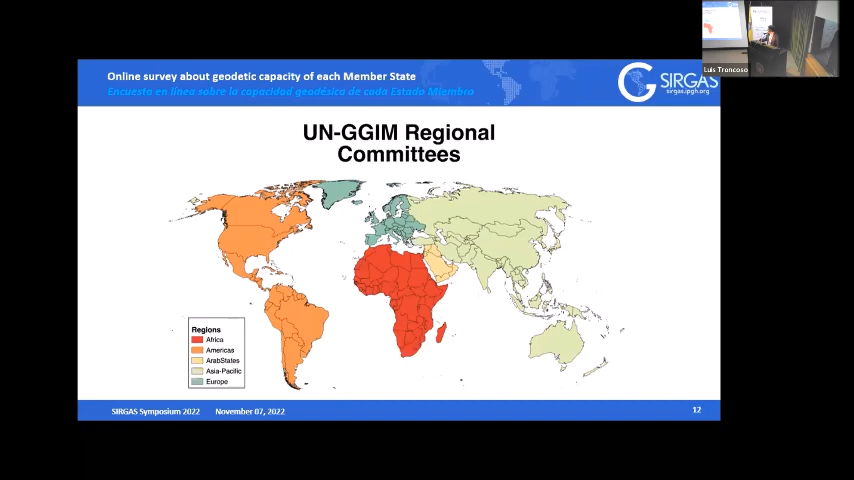 Online survey about geodetic capacity of each Member State
Encuesta en línea sobre la capacidad geodésica de cada Estado Miembro
SIRGAS
sirgas.ipgh.org
Luis Troncoso
UN-GGIM Regional
Committees
Regions
Africa
Americas
ArabStates
Asia-Pacific
Europe
SIRGAS Symposium 2022 November 07, 2022 12